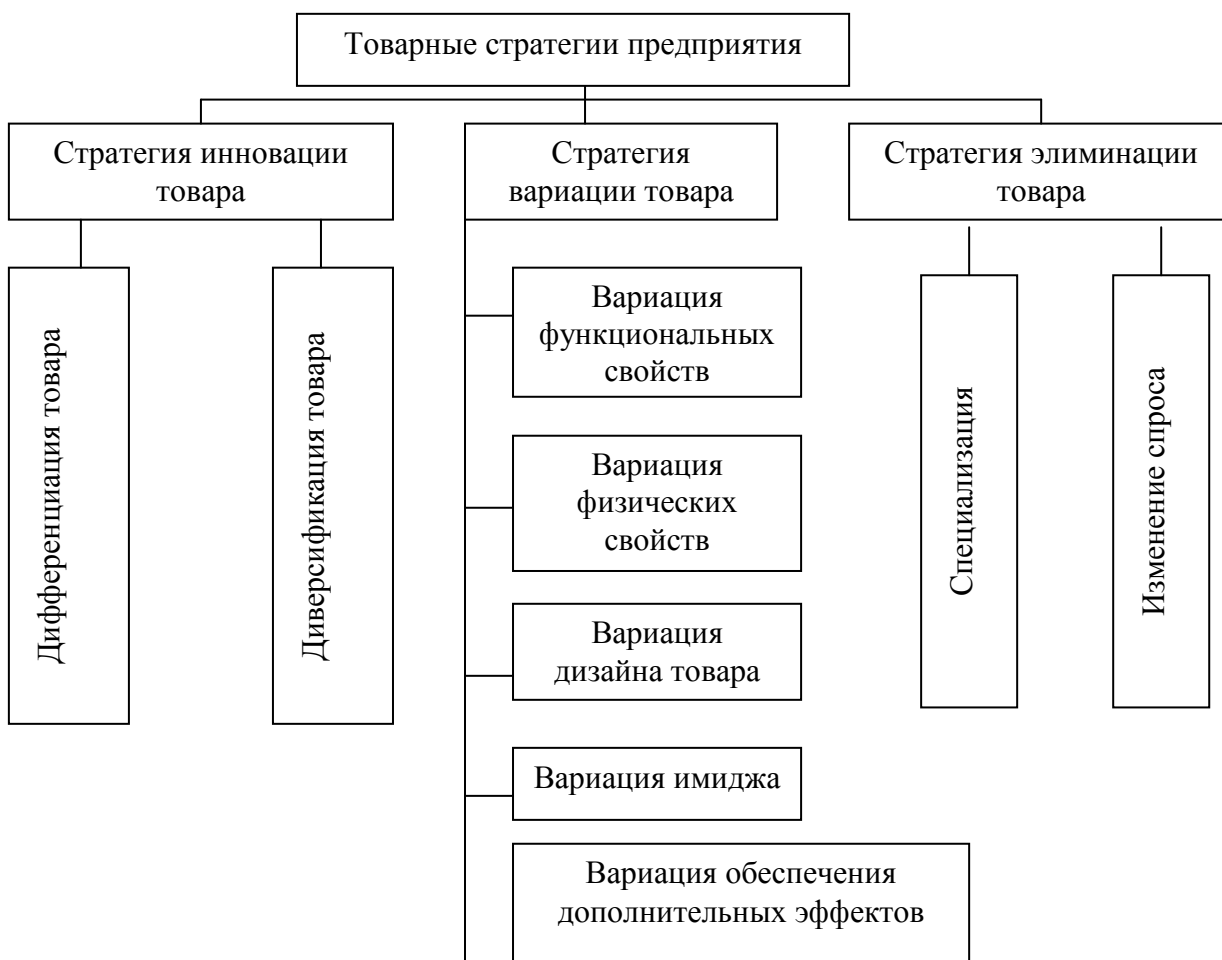 Товарные стратегии предприятия
Стратегия инновации
товара
Стратегия
вариации товара
Стратегия элиминации
товара
Дифференциация товара
Диверсификация товара
Вариация
функциональных
свойств
Вариация
физических
свойств
Вариация
дизайна товара
Вариация имиджа
Вариация обеспечения
дополнительных эффектов
Специализация
Изменение спроса